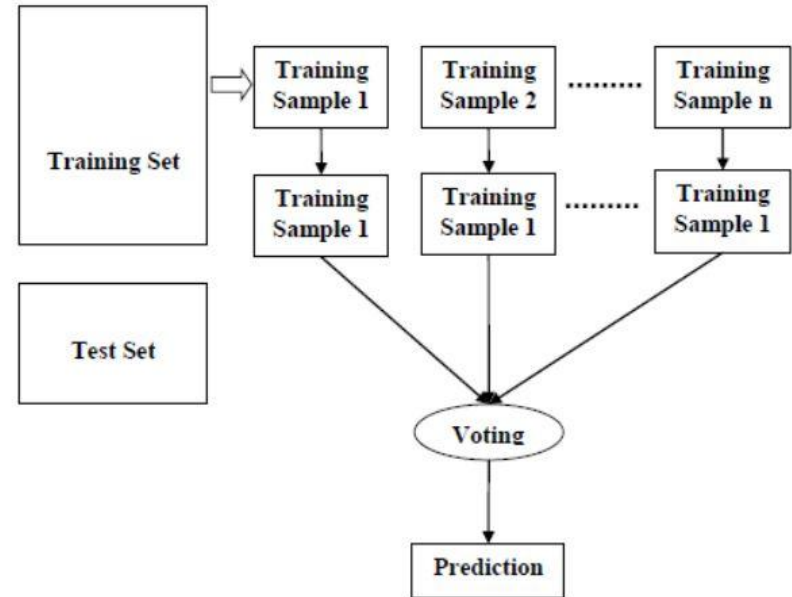 Training Set
Training
Sample 1
Training
Sample 2
.........
Training
Sample n
Training
Sample 1
Training
Sample 1
.........
Training
Sample 1
Test Set
Voting
Prediction